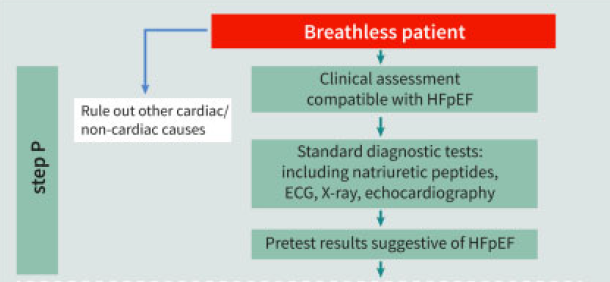 Breathless patient
Clinical assessment
compatible with HFpEF
Rule out other cardiac/
non-cardiac causes
step P
Standard diagnostic tests:
including natriuretic peptides,
ECG, X-ray, echocardiography
Pretest results suggestive of HFpEF